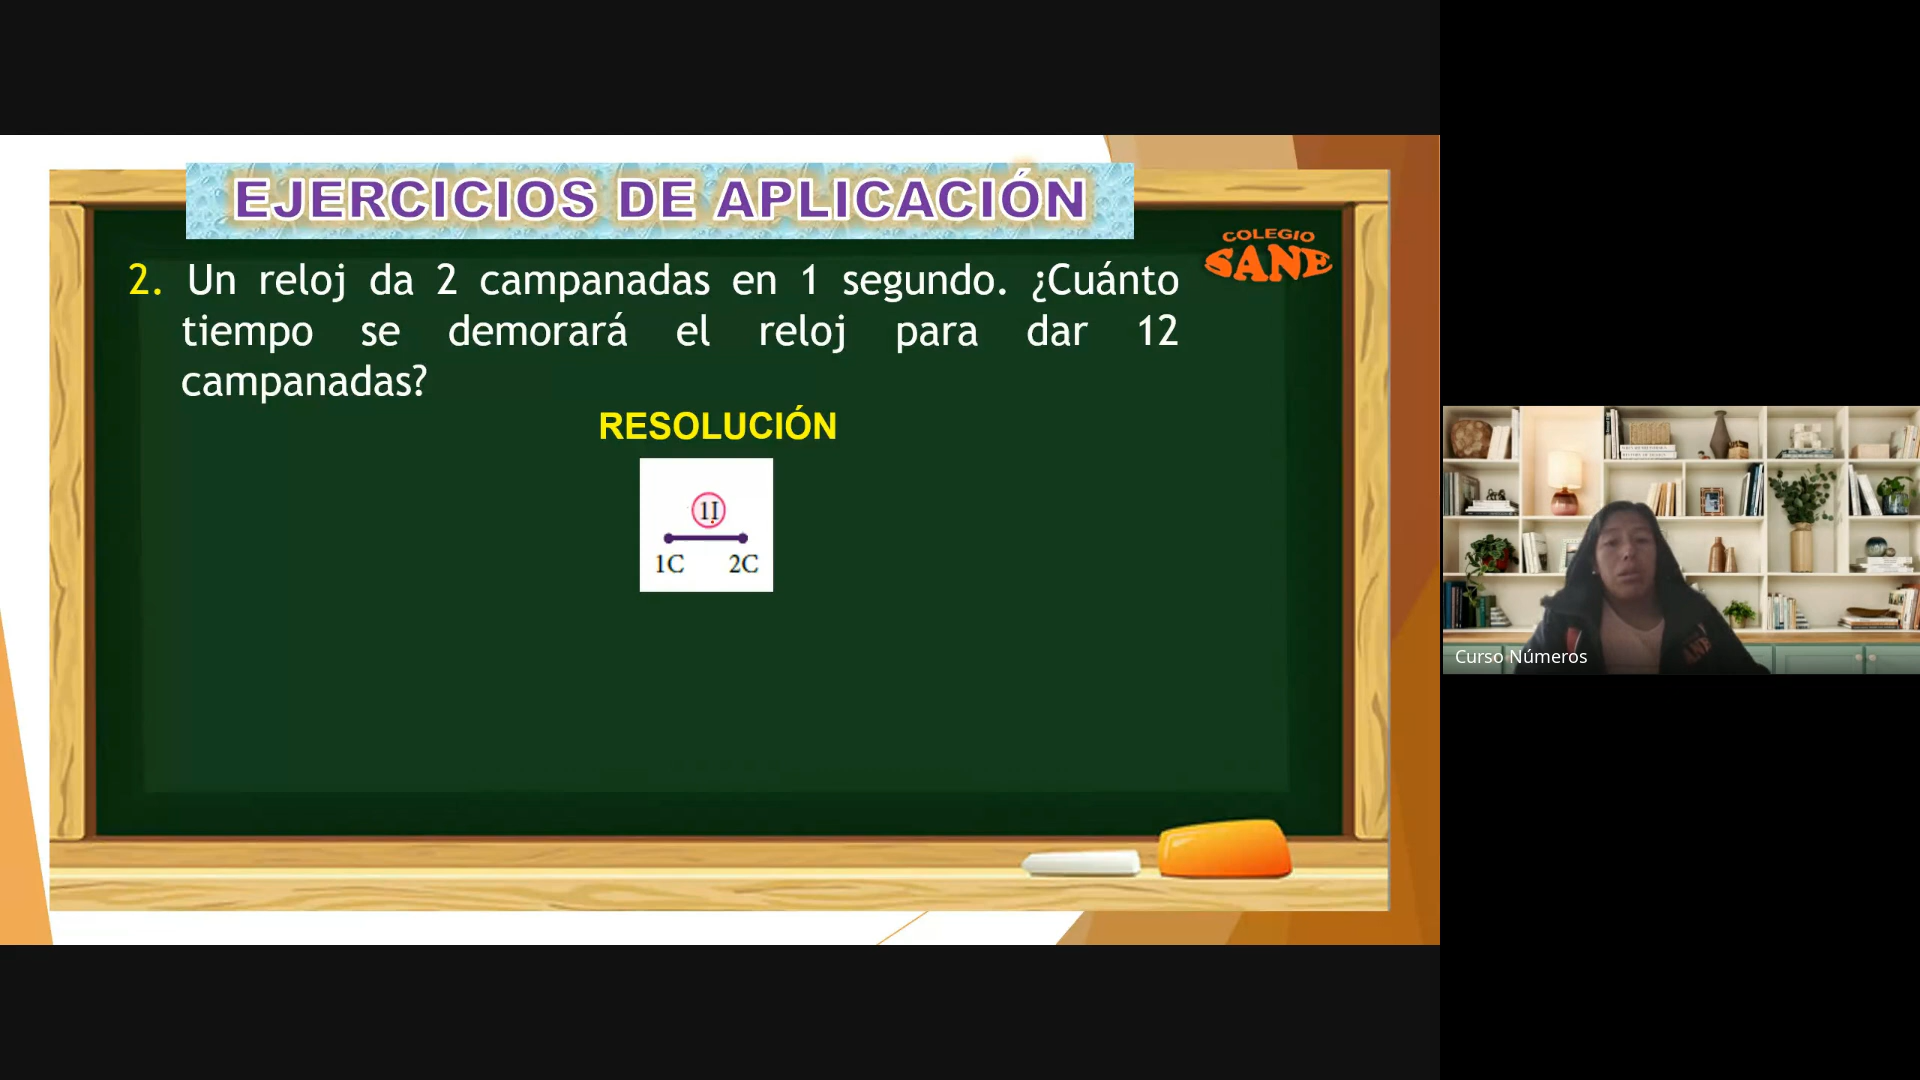 EJERCICIOS DE APLICACIÓN
COLEGIO
SANE
2. Un reloj da 2 campanadas en 1 segundo. ¿Cuánto
tiempo se demorará el reloj para dar 12
campanadas?
RESOLUCIÓN
1I
1C 2C
Curso Números